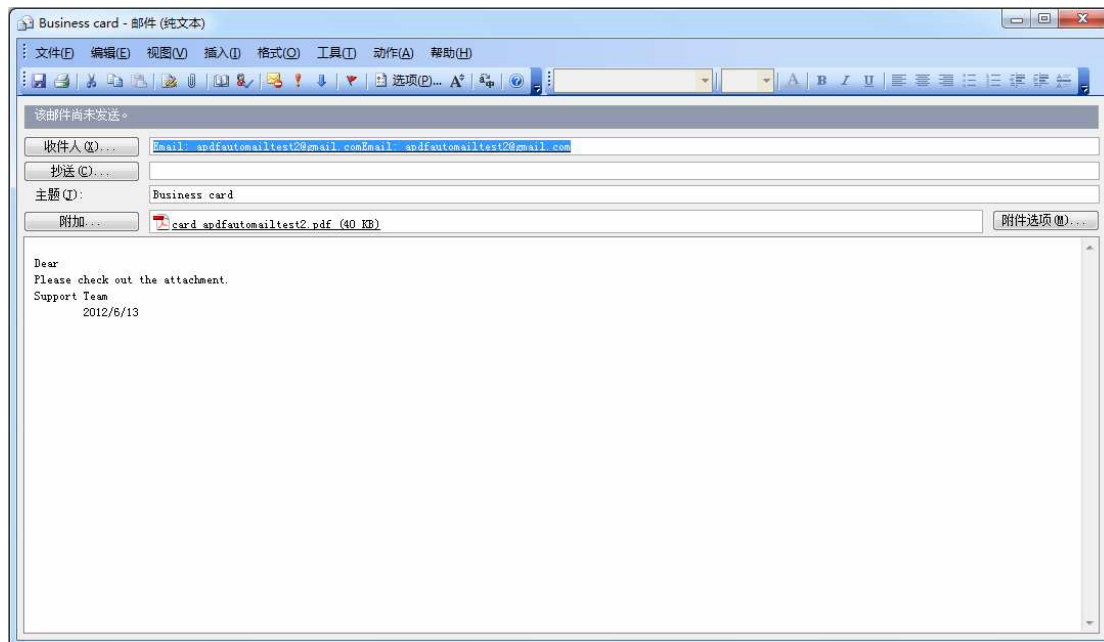 Business card - 邮件 (纯文本)
文件(F) 编辑(E) 视图(V) 插入(I) 格式(O) 工具(T) 动作(A) 帮助(H)
选项(P)... A B I U
该邮件尚未发送。
收件人(X)... Email: apdfautomailtest2@gmail.comEmail: apdfautomailtest2@gmail.com
抄送(C)...
主题(J): Business card
附加... card apdfautomailtest2.pdf (40 KB) 附件选项(M)...
Dear
Please check out the attachment.
Support Team
2012/6/13